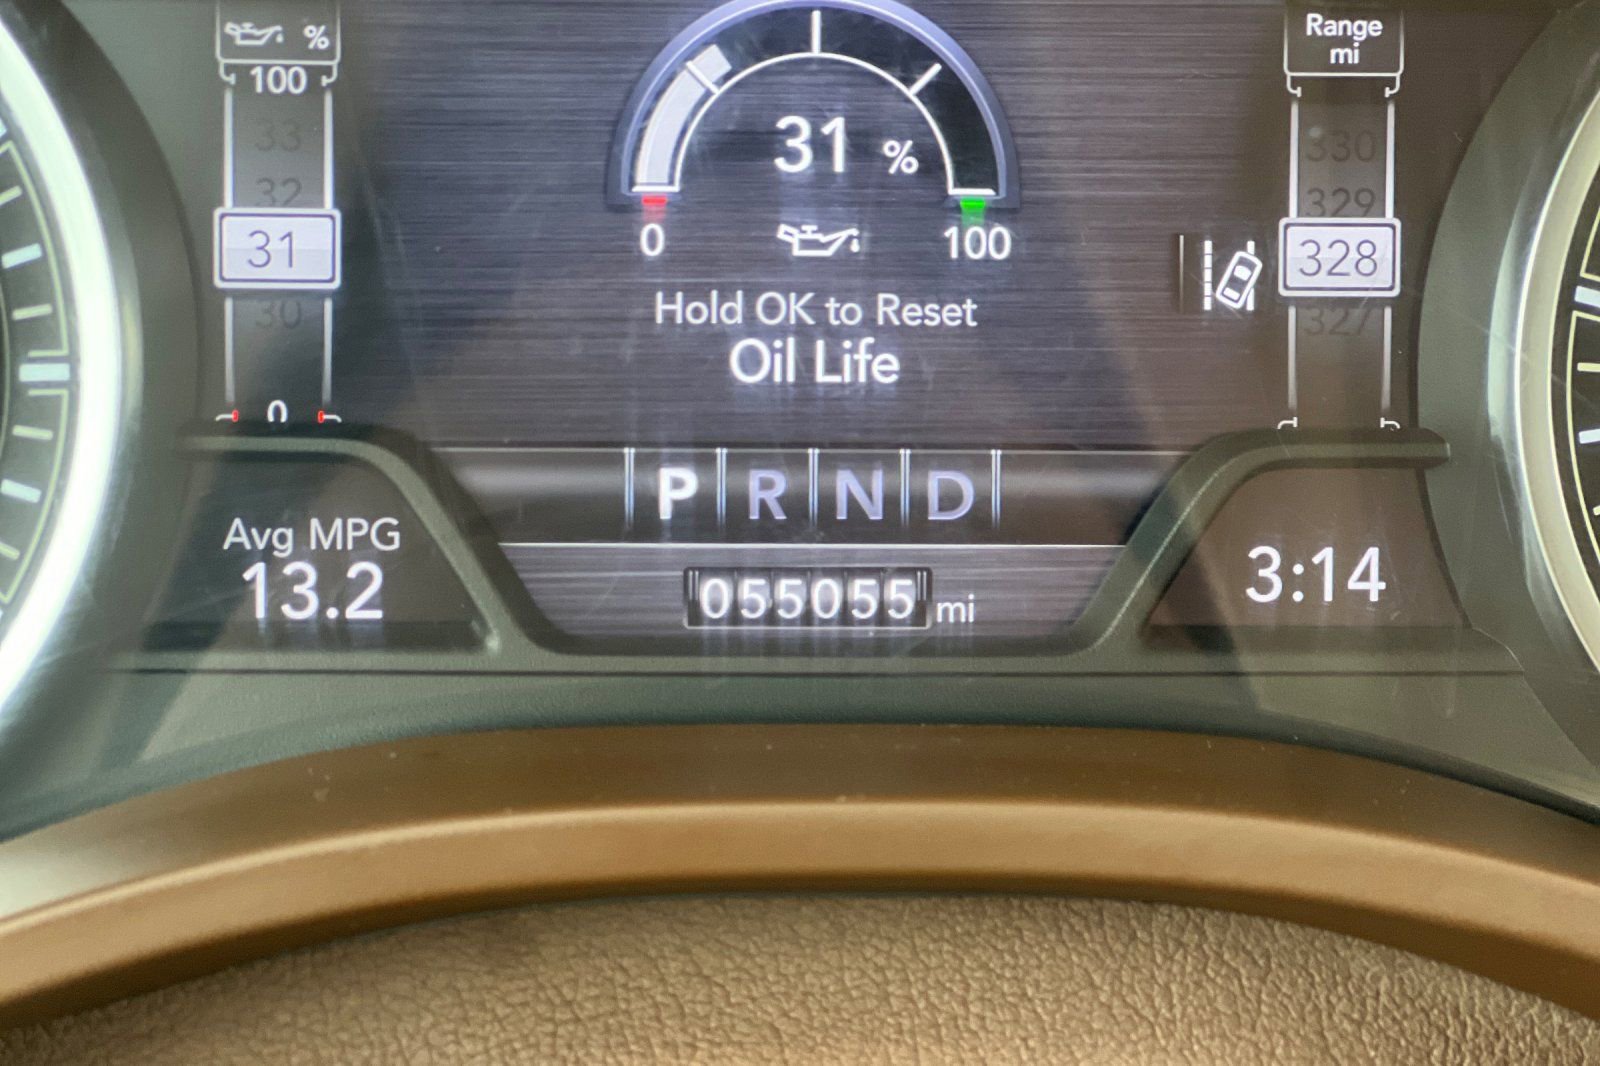 %
100
33
32
31
30
0
31 %
0
100
Hold OK to Reset
Oil Life
Range
mi
330
329
328
327
P R N D
Avg MPG
13.2
055055 mi
3:14